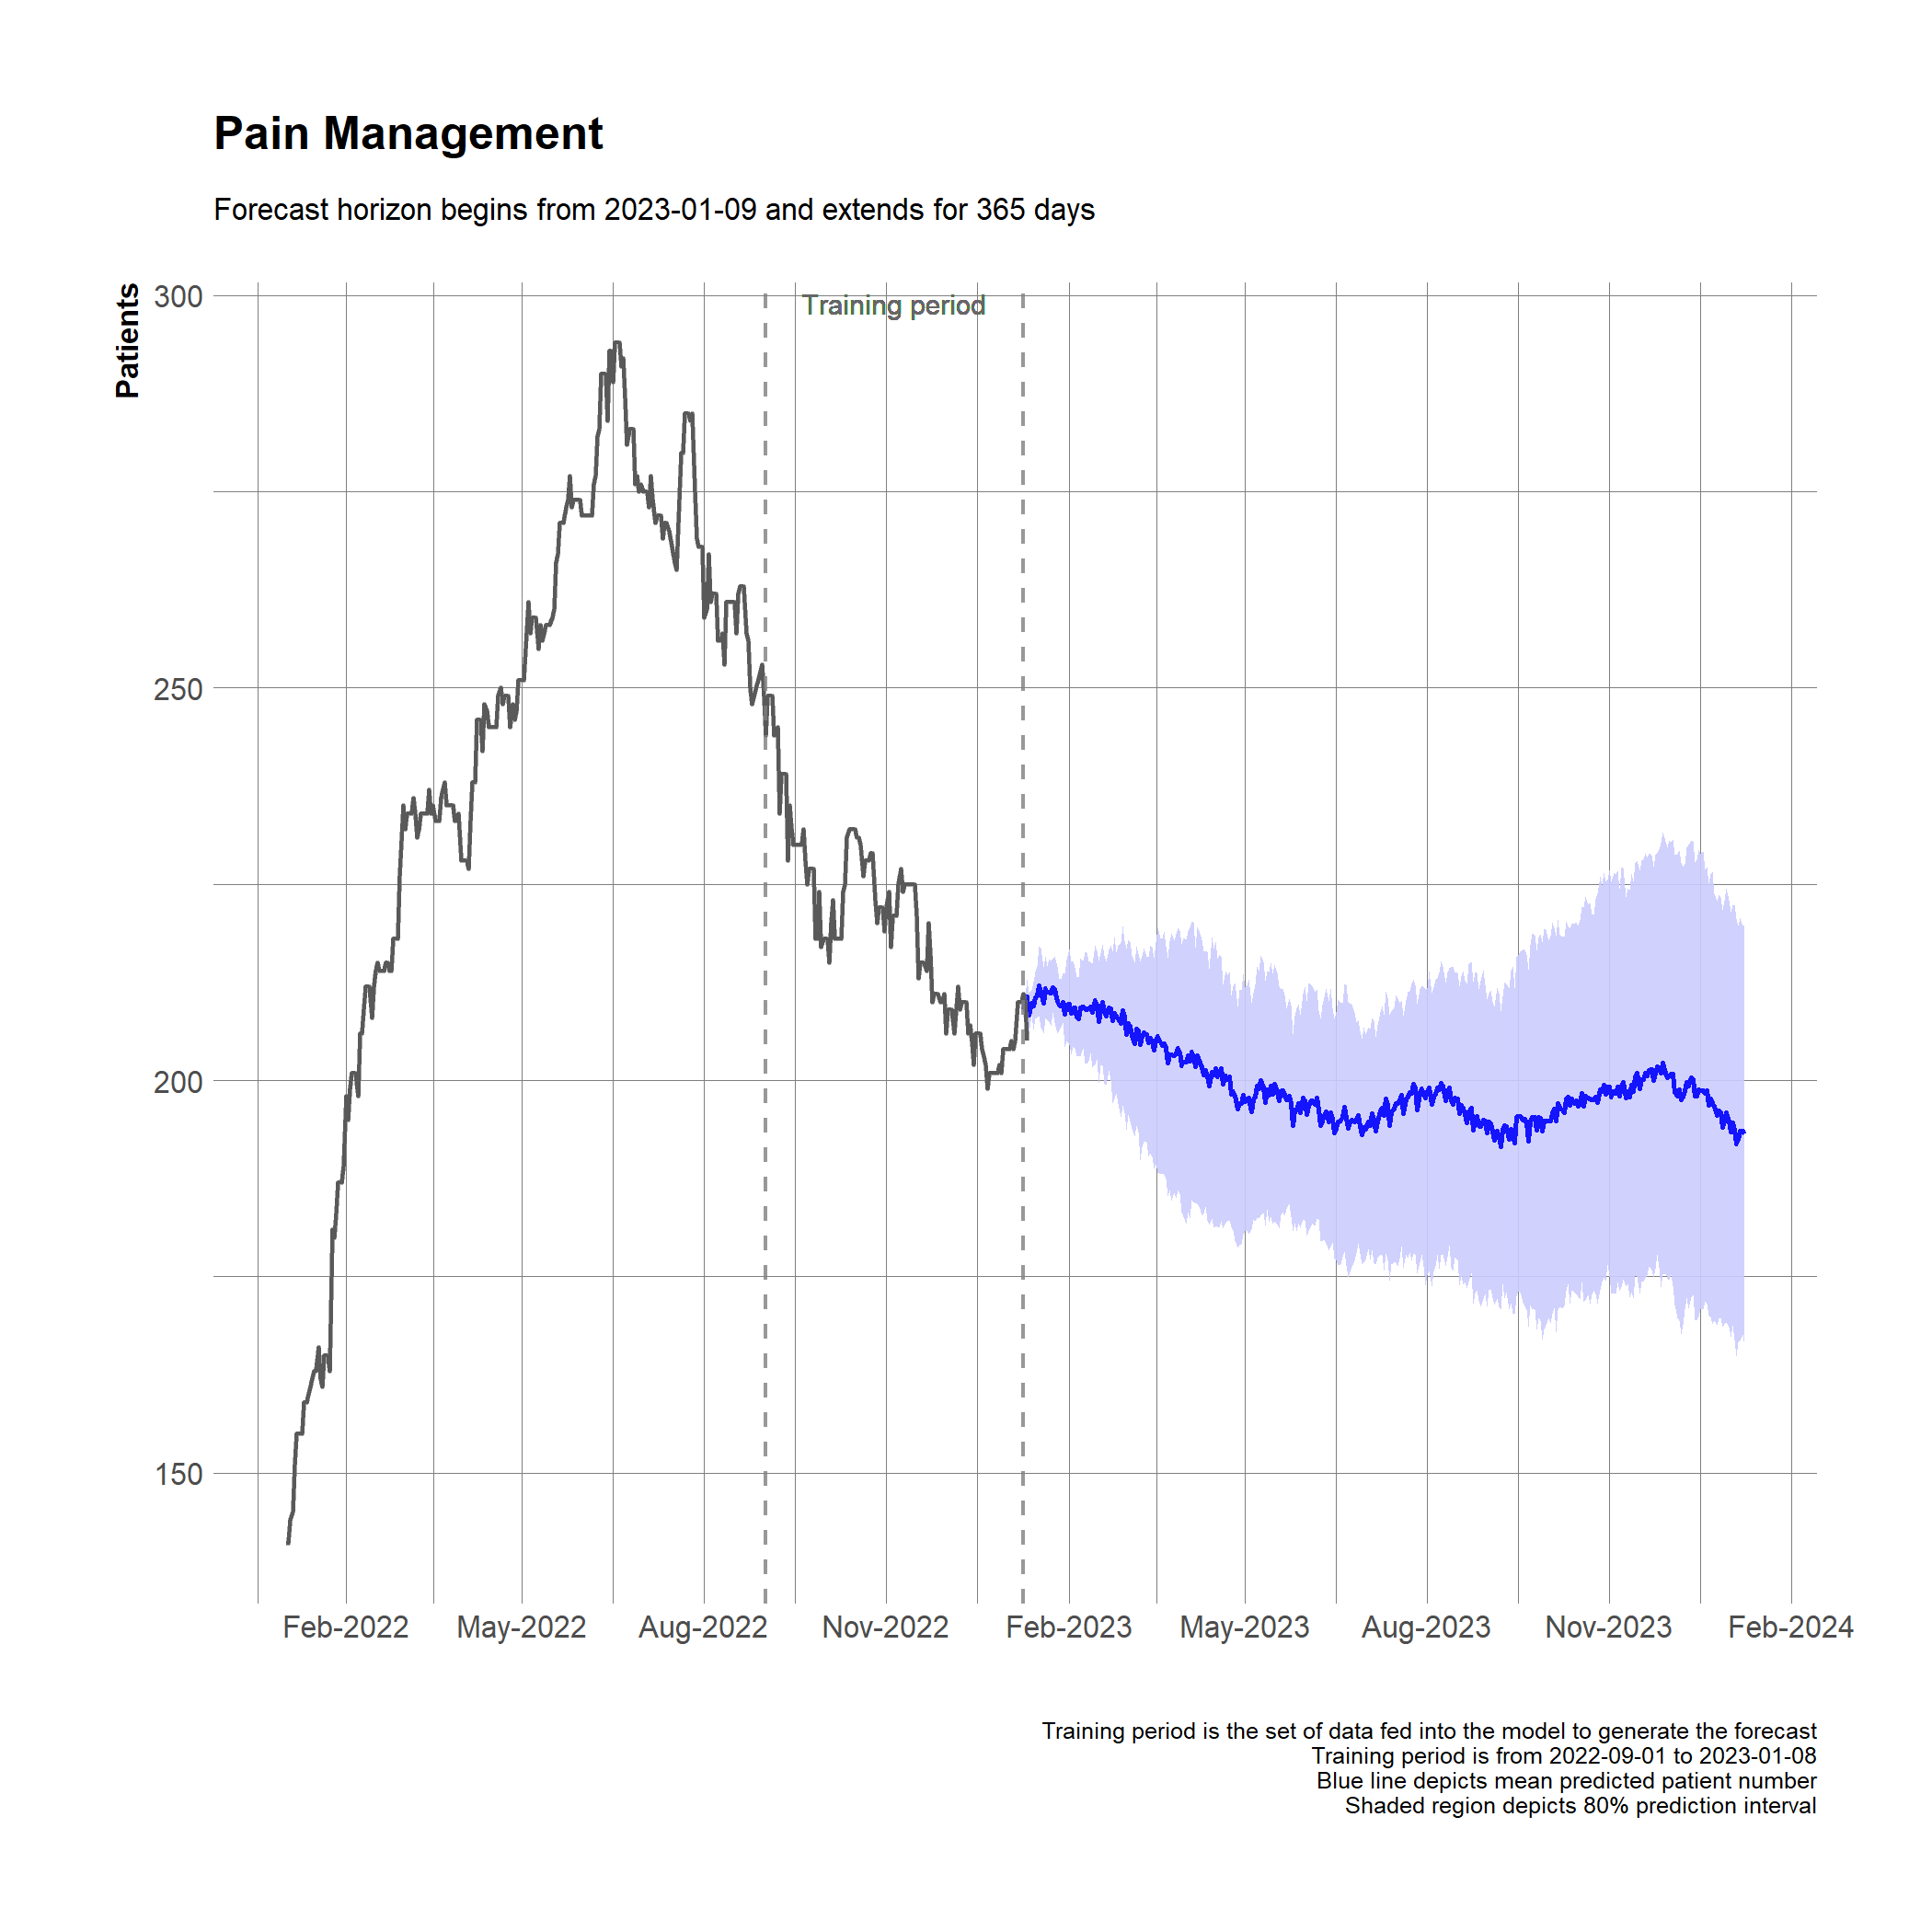 Pain Management
Forecast horizon begins from 2023-01-09 and extends for 365 days
Patients
300
Training period
250
200
150
Feb-2022 May-2022 Aug-2022 Nov-2022 Feb-2023 May-2023 Aug-2023 Nov-2023 Feb-2024
Training period is the set of data fed into the model to generate the forecast
Training period is from 2022-09-01 to 2023-01-08
Blue line depicts mean predicted patient number
Shaded region depicts 80% prediction interval